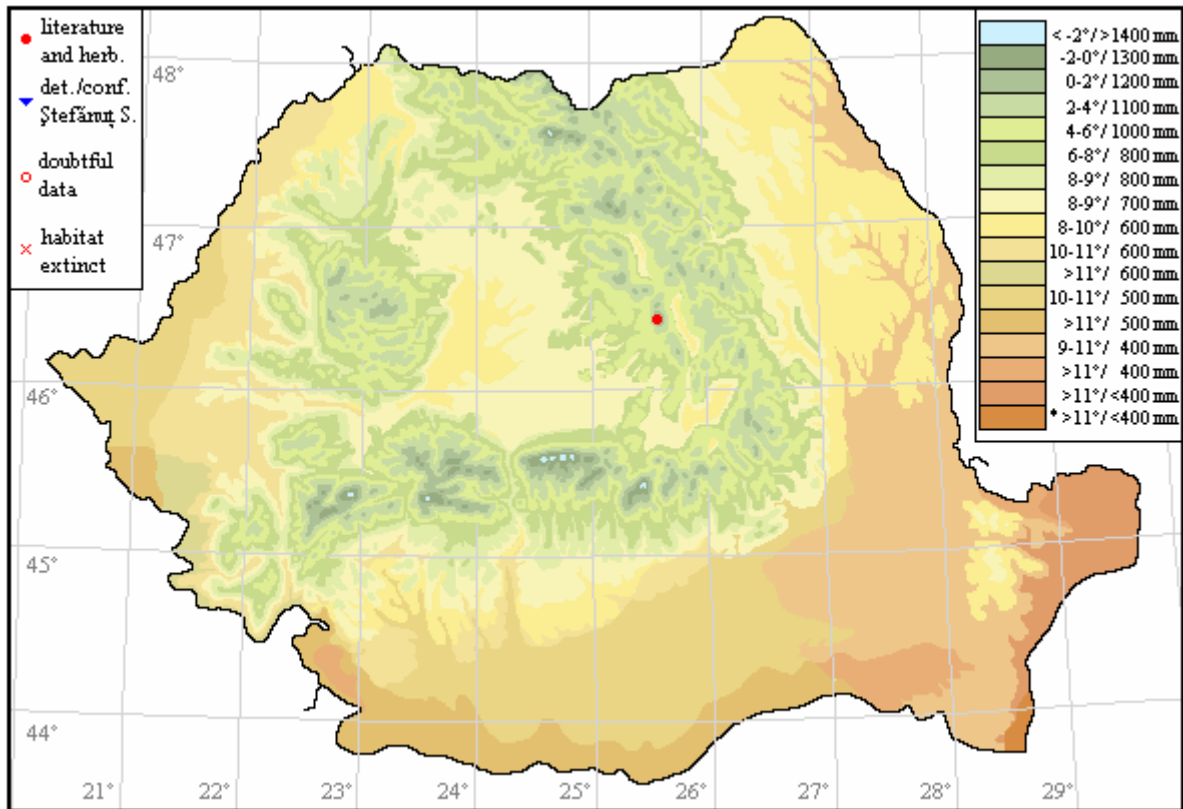 literature
and herb.
det./conf.
Ştefănuţ S.
doubtful
data
habitat
extinct
< -2°/>1400 mm
-2-0°/ 1300 mm
0-2°/ 1200 mm
2-4°/ 1100 mm
4-6°/ 1000 mm
6-8°/ 800 mm
8-9°/ 800 mm
8-9°/ 700 mm
8-10°/ 600 mm
10-11°/ 600 mm
>11°/ 600 mm
10-11°/ 500 mm
>11°/ 500 mm
9-11°/ 400 mm
>11°/ 400 mm
>11°/<400 mm
* >11°/<400 mm
48°
47°
46°
45°
44°
21° 22° 23° 24° 25° 26° 27° 28° 29°